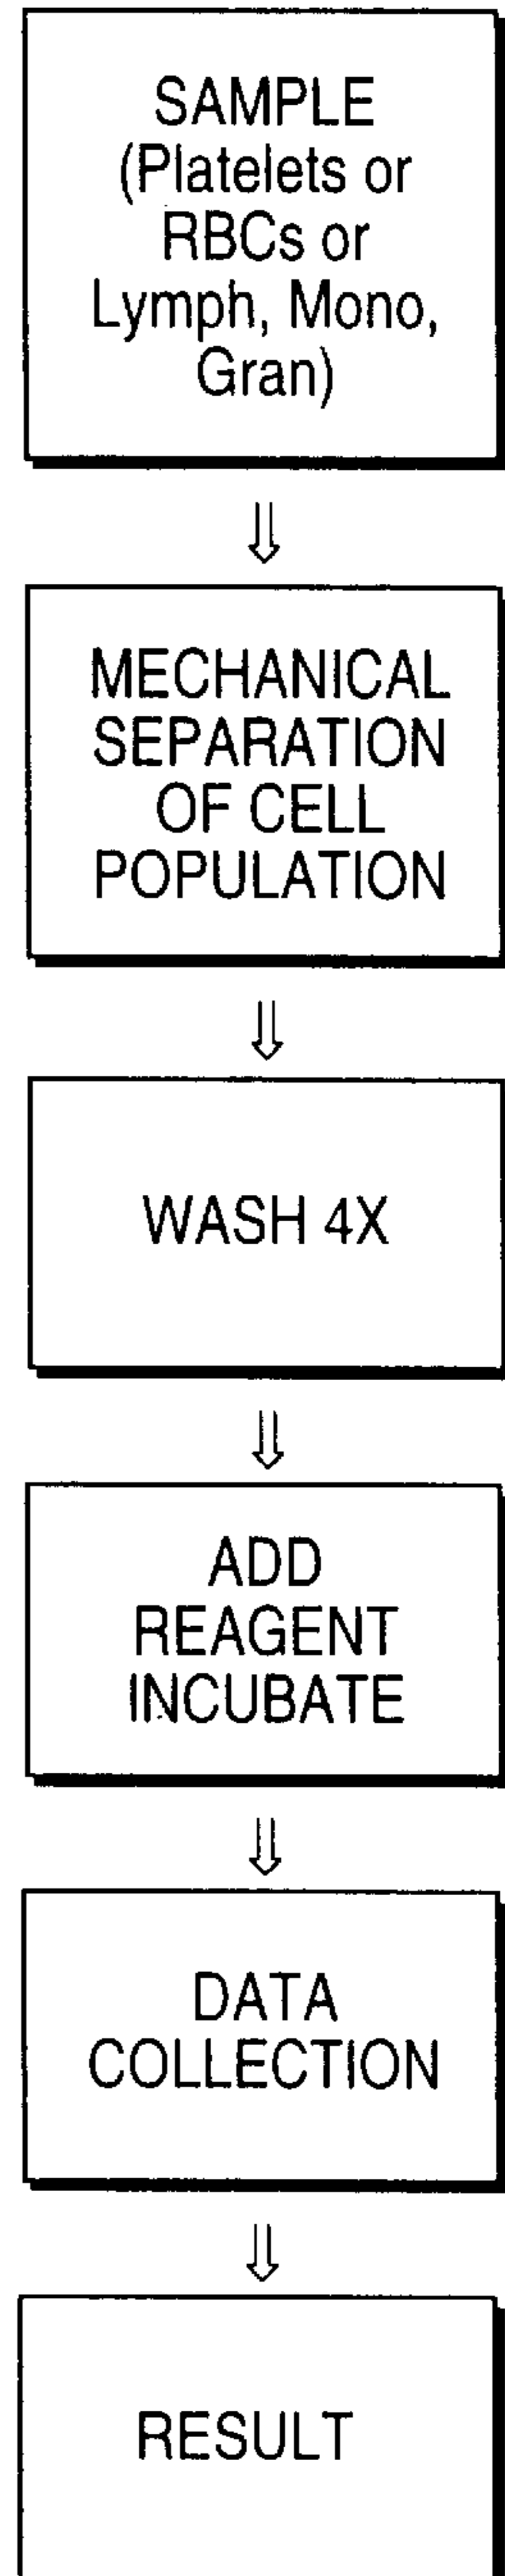 SAMPLE
(Platelets or
RBCs or
Lymph, Mono,
Gran)
MECHANICAL
SEPARATION
OF CELL
POPULATION
WASH 4X
ADD
REAGENT
INCUBATE
DATA
COLLECTION
RESULT